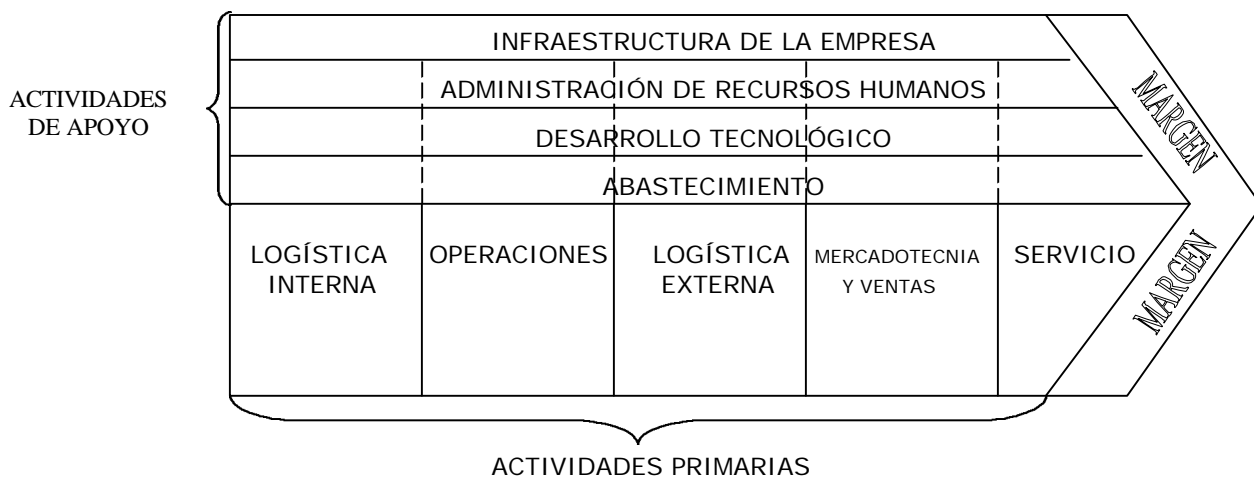 INFRAESTRUCTURA DE LA EMPRESA
ADMINISTRACIÓN DE RECURSOS HUMANOS
DESARROLLO TECNOLÓGICO
ABASTECIMIENTO
ACTIVIDADES
DE APOYO
MARGEN
LOGÍSTICA
INTERNA
OPERACIONES
LOGÍSTICA
EXTERNA
MERCADOTECNIA
Y VENTAS
SERVICIO
MARGEN
ACTIVIDADES PRIMARIAS